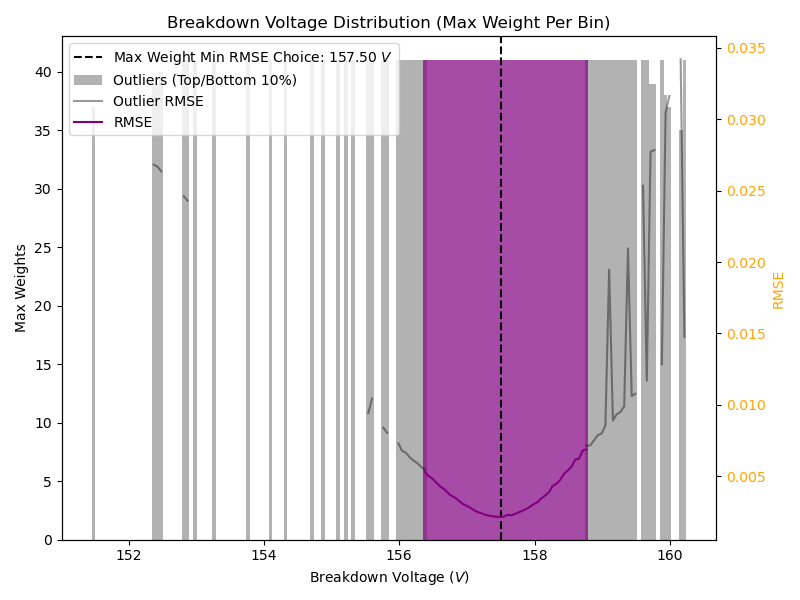 Breakdown Voltage Distribution (Max Weight Per Bin)
Max Weight Min RMSE Choice: 157.50 V
Outliers (Top/Bottom 10%)
Outlier RMSE
RMSE
Max Weights
40
35
30
25
20
15
10
5
0
0.035
0.030
0.025
0.020
0.015
0.010
0.005
RMSE
152
154
156
158
160
Breakdown Voltage (V)